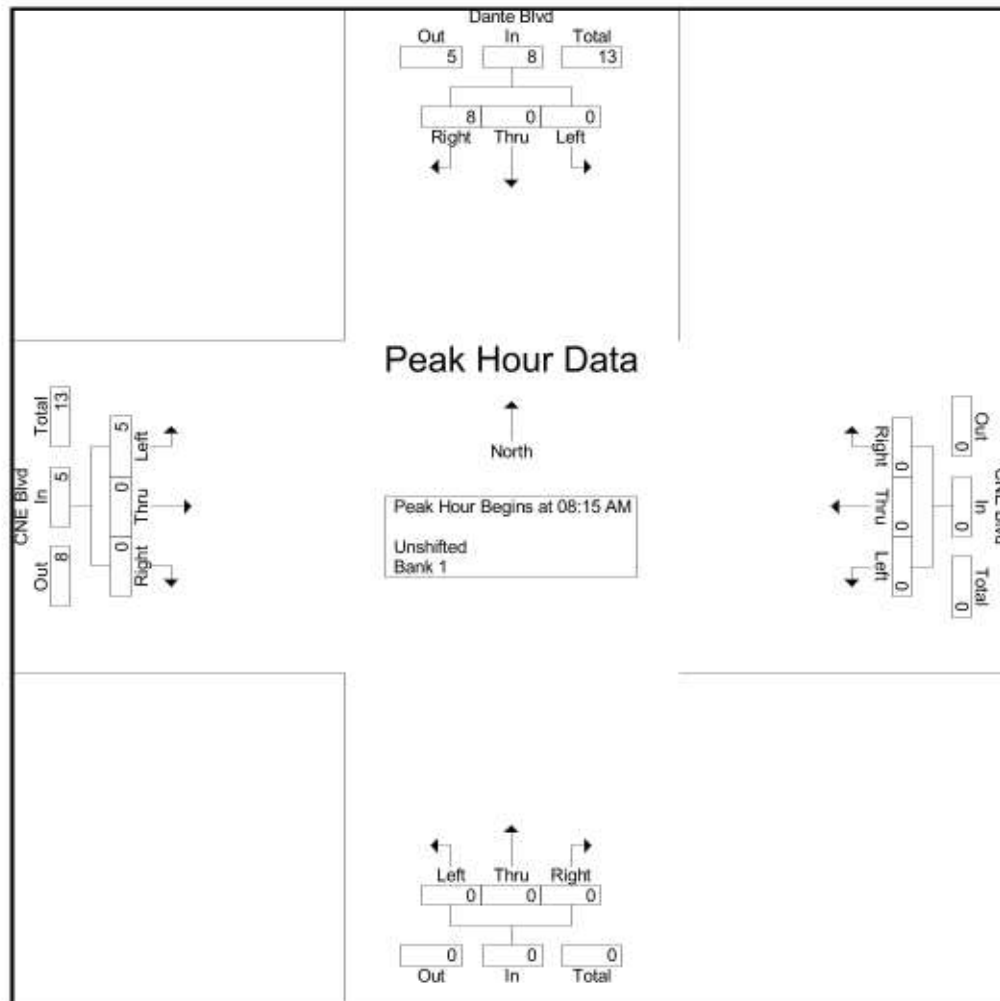 Dante Blvd
Out In Total
5 8 13
8 0 0
Right Thru Left
Peak Hour Data
North
Peak Hour Begins at 08:15 AM
Unshifted
Bank 1
CNE Blvd
Out In Total
8 5 13
5 0 0
Left Thru Right
Out In Total
0 0 0
0 0 0
Right Thru Left
Left Thru Right
0 0 0
0 0 0
Out In Total